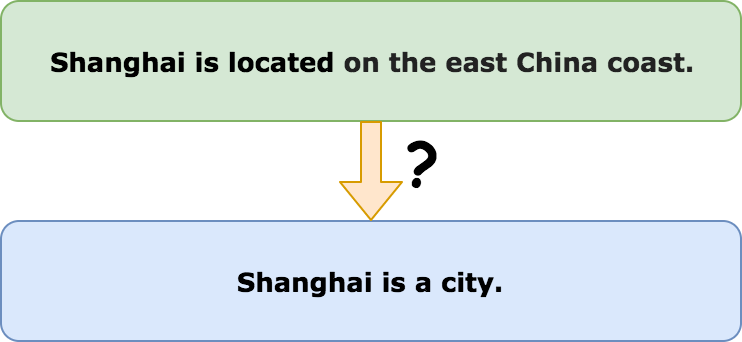 Shanghai is located on the east China coast.
?
Shanghai is a city.